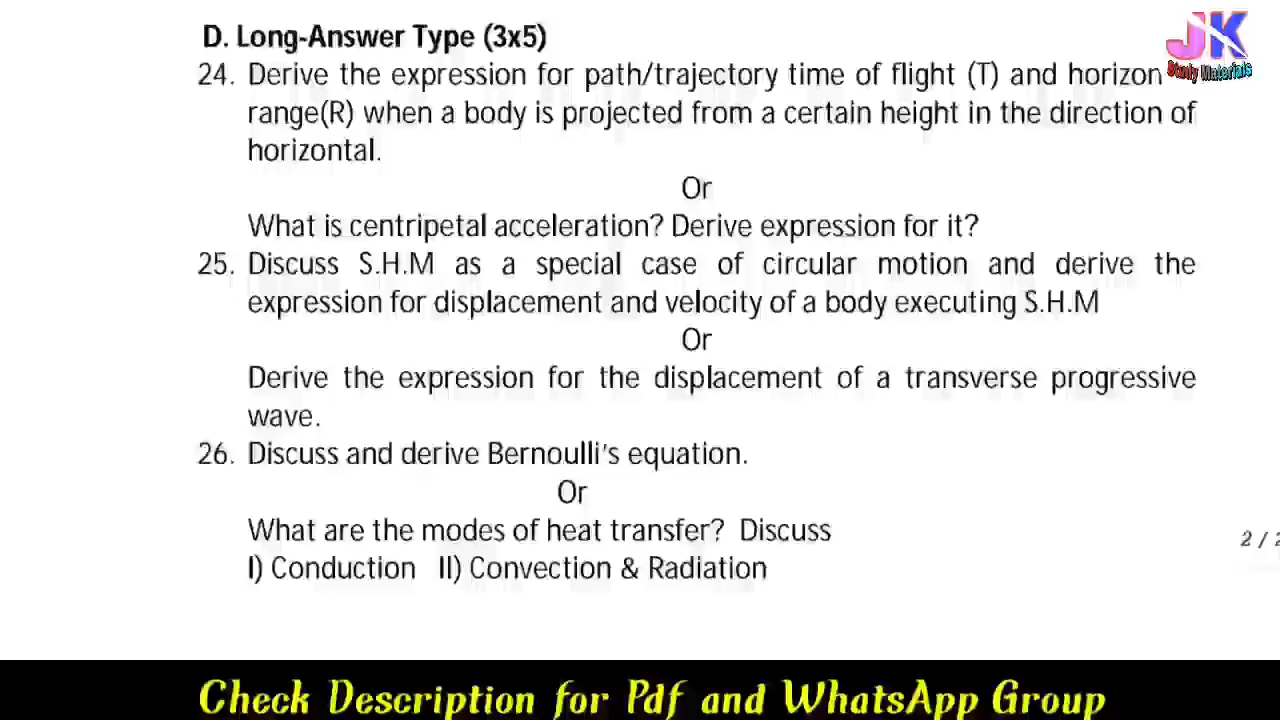 D. Long-Answer Type (3x5)
JK
Study Materials
24. Derive the expression for path/trajectory time of flight (T) and horizon
range(R) when a body is projected from a certain height in the direction of
horizontal.
Or
What is centripetal acceleration? Derive expression for it?
25. Discuss S.H.M as a special case of circular motion and derive the
expression for displacement and velocity of a body executing S.H.M
Or
Derive the expression for the displacement of a transverse progressive
wave.
26. Discuss and derive Bernoulli's equation.
Or
What are the modes of heat transfer? Discuss
2 / 2
I) Conduction II) Convection & Radiation
Check Description for Pdf and WhatsApp Group